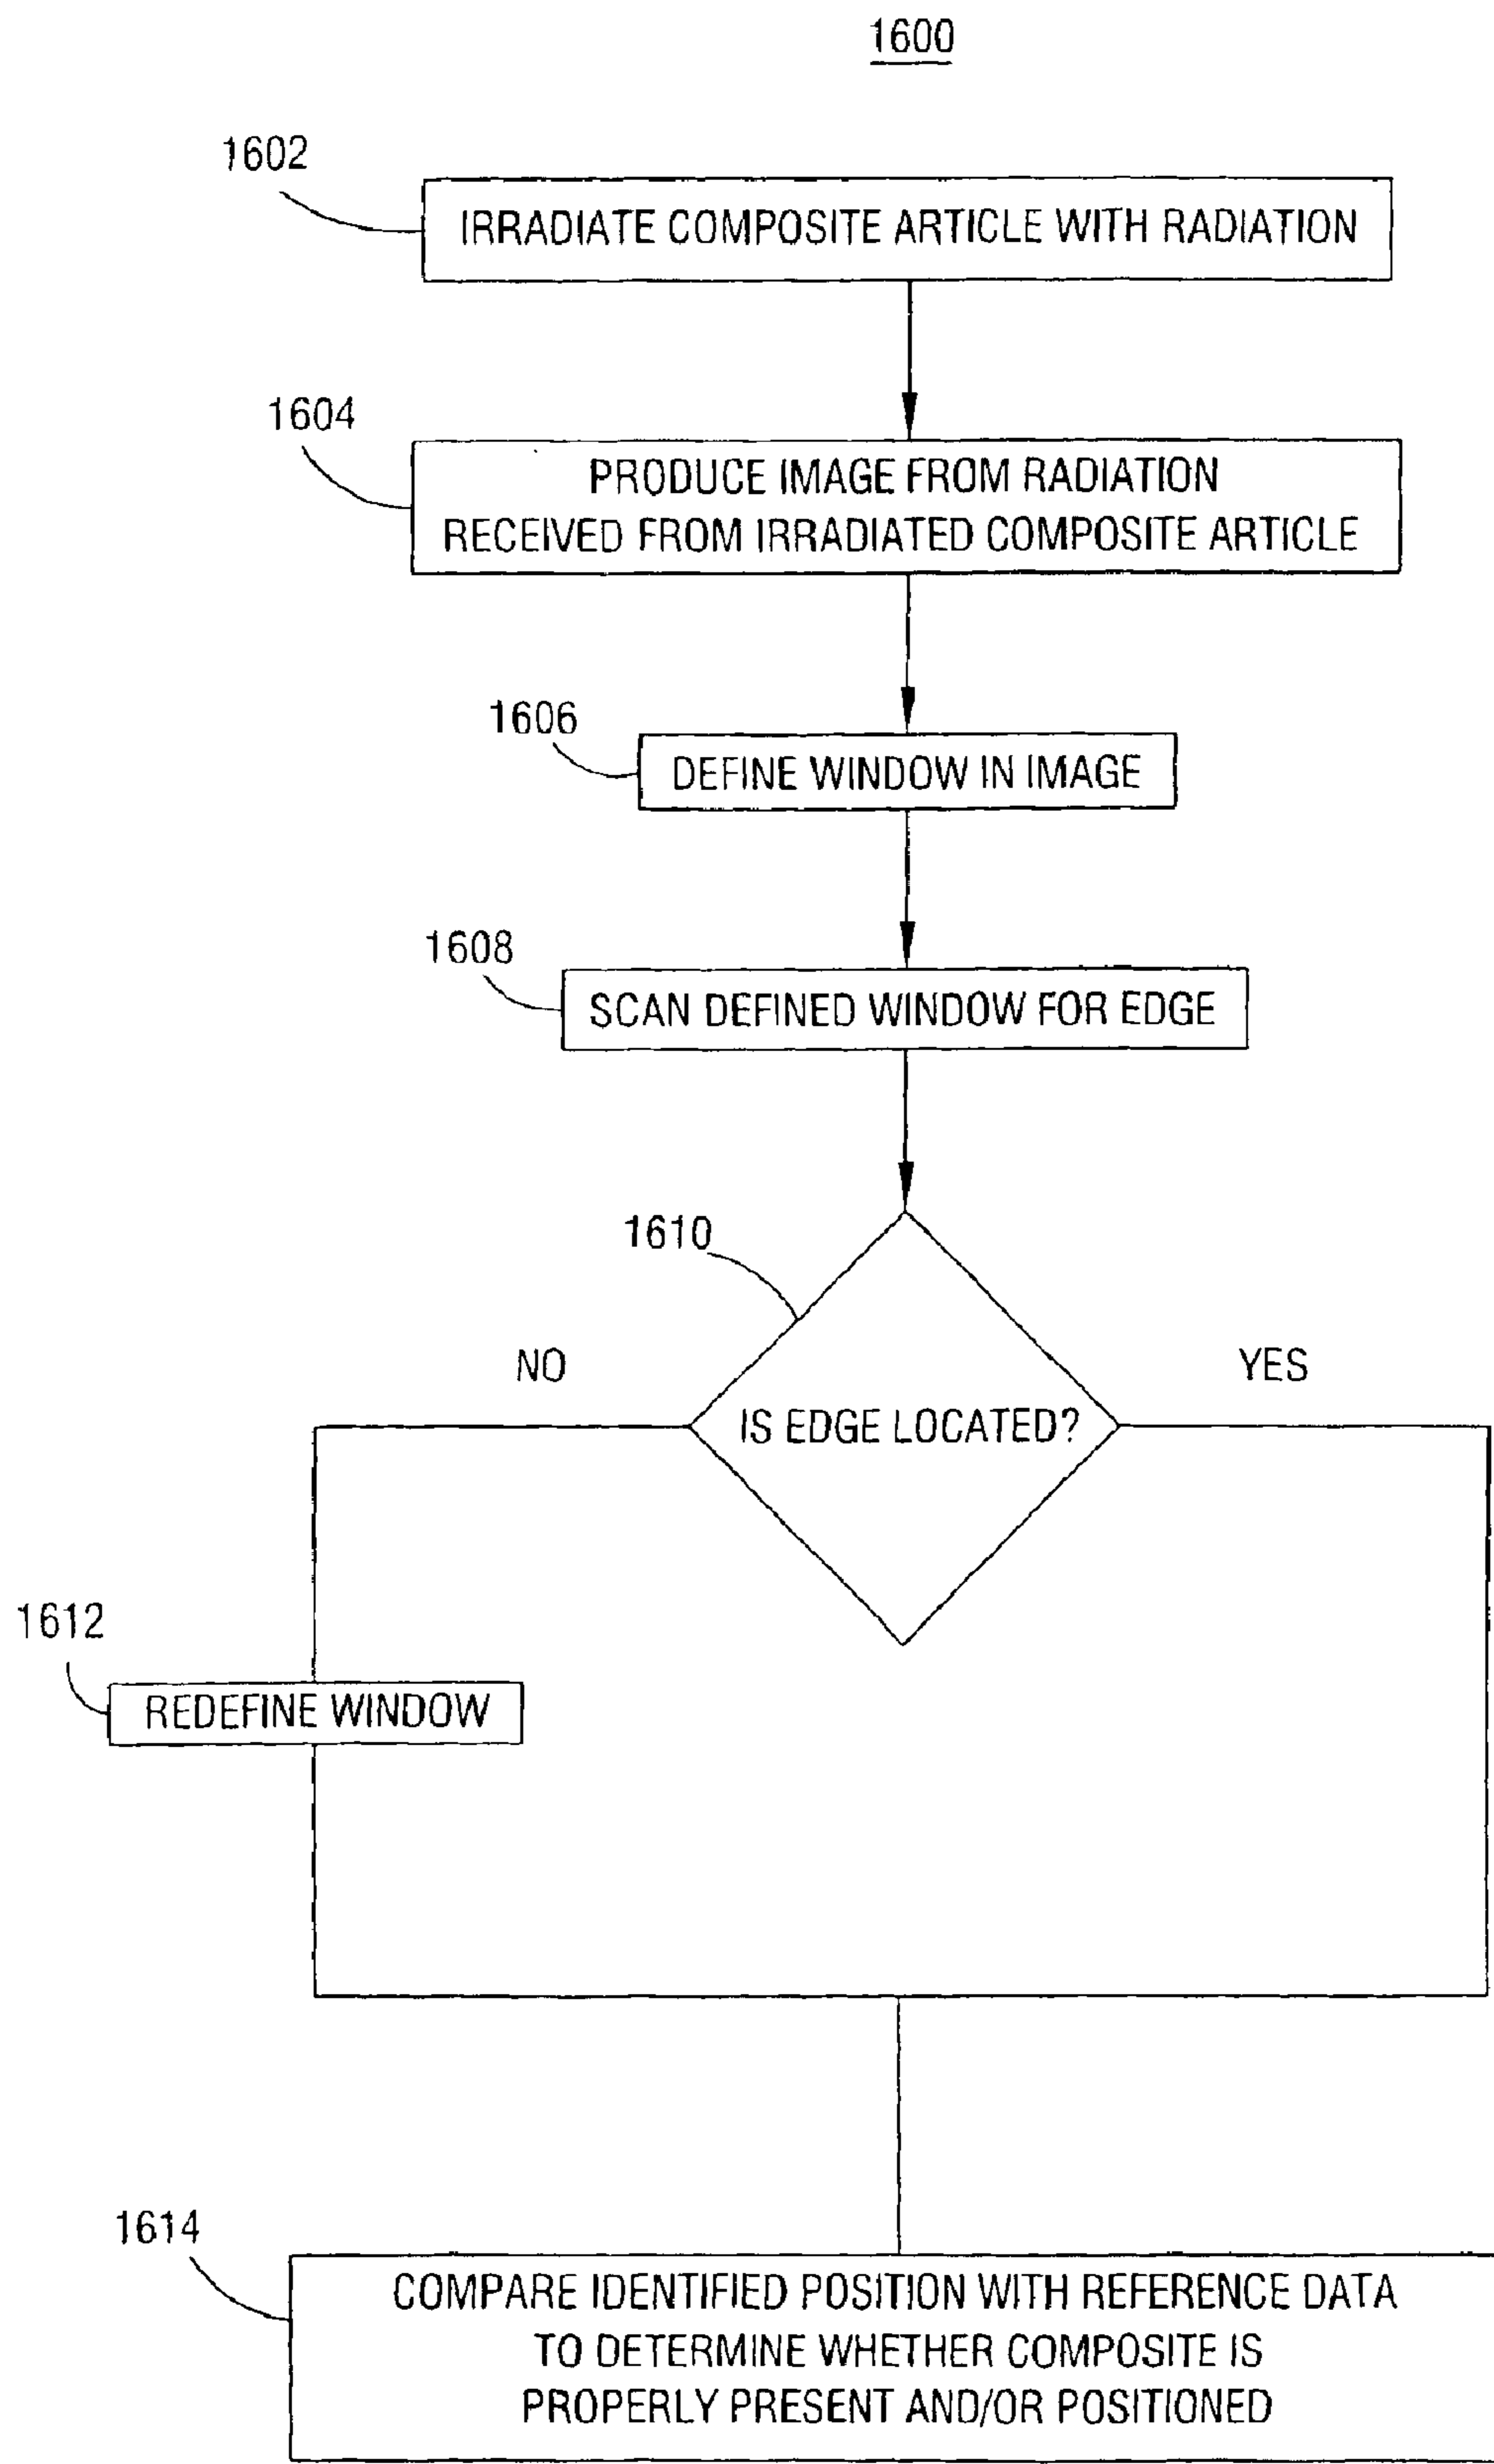 1600
1602
IRRADIATE COMPOSITE ARTICLE WITH RADIATION
1604
PRODUCE IMAGE FROM RADIATION
RECEIVED FROM IRRADIATED COMPOSITE ARTICLE
1606
DEFINE WINDOW IN IMAGE
1608
SCAN DEFINED WINDOW FOR EDGE
1610
NO
YES
IS EDGE LOCATED?
1612
REDEFINE WINDOW
1614
COMPARE IDENTIFIED POSITION WITH REFERENCE DATA
TO DETERMINE WHETHER COMPOSITE IS
PROPERLY PRESENT AND/OR POSITIONED